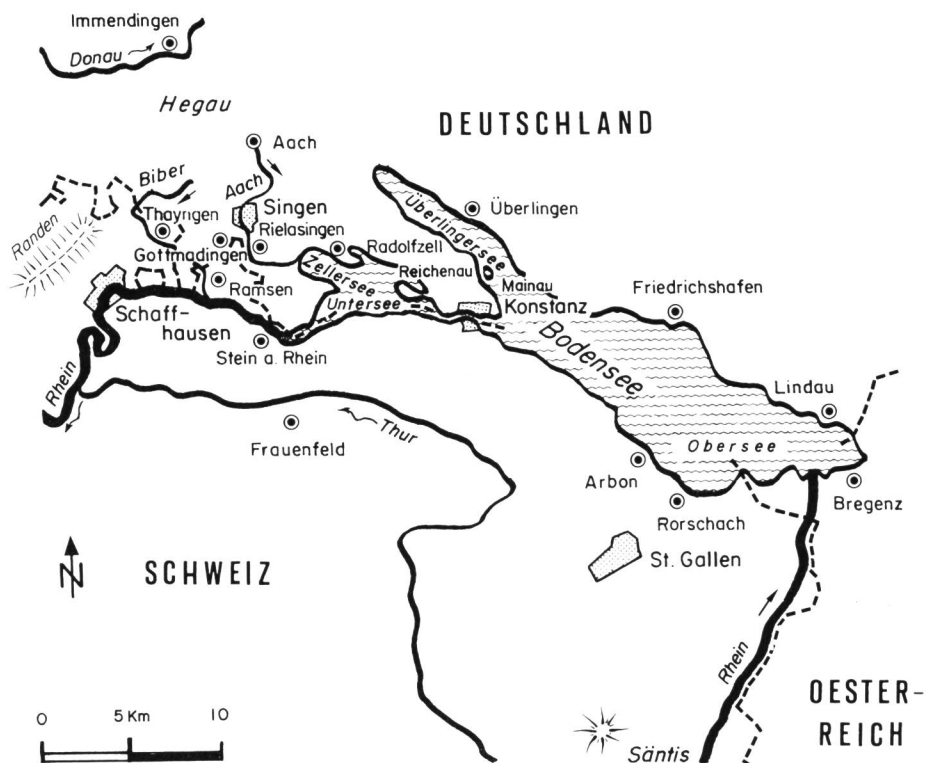 Immendingen
Donau
Hegau
DEUTSCHLAND
Aach
Biber
Aach
Singen
Überlingen
Randen
Thayngen
Rielasingen
Überlingersee
Radolfzell
Gottmadingen
Zellersee
Reichenau
Mainau
Ramsen
Untersee
Konstanz
Friedrichshafen
Schaff-
hausen
Bodensee
Stein a. Rhein
Rhein
Lindau
Thur
Frauenfeld
Obersee
Arbon
Bregenz
Rorschach
St. Gallen
N
SCHWEIZ
Rhein
OESTER-
REICH
0 5 Km 10
Säntis